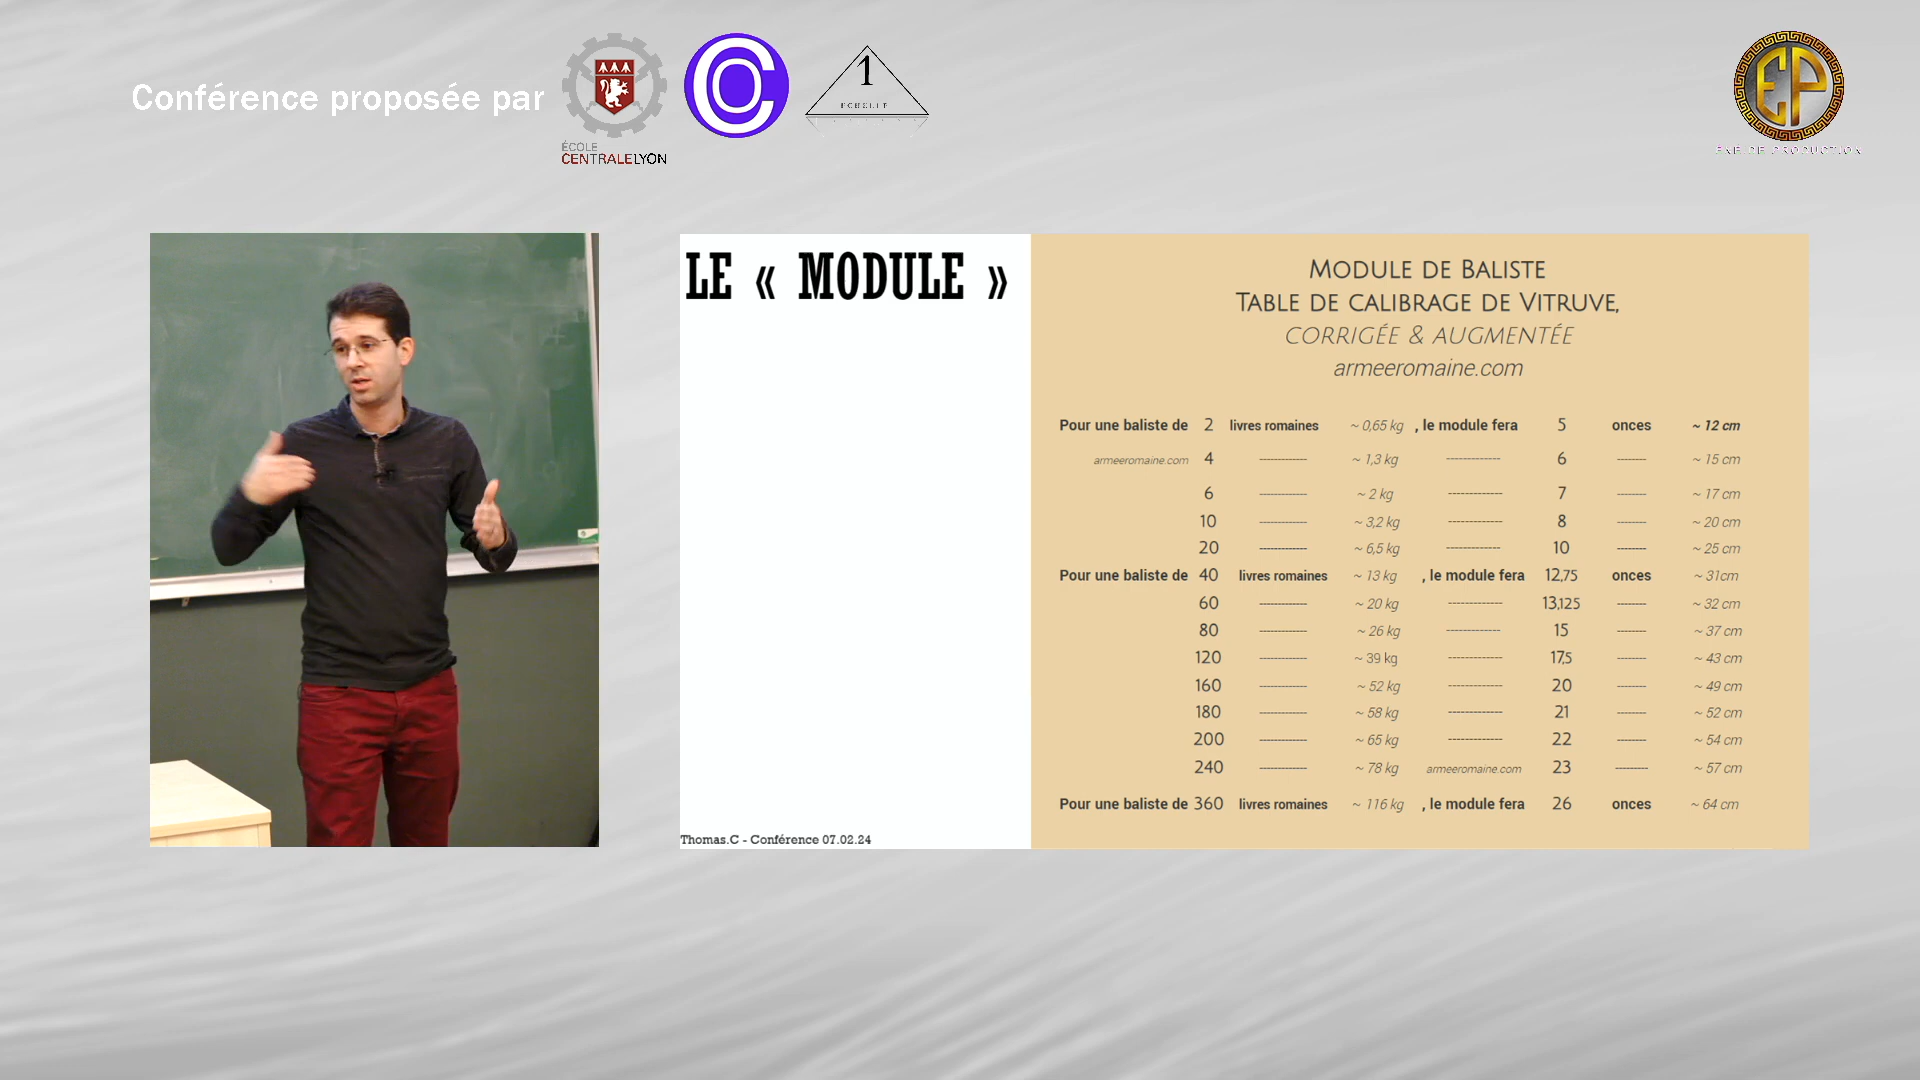 Conférence proposée par
ÉCOLE
CENTRALELYON
1
ECHELLE
EP
LE « MODULE »
Thomas.C - Conférence 07.02.24
MODULE DE BALISTE
TABLE DE CALIBRAGE DE VITRUVE,
CORRIGÉE & AUGMENTÉE
armeeromaine.com
Pour une baliste de 2 livres romaines ~ 0,65 kg , le module fera 5 onces ~ 12 cm
armeeromaine.com 4 ------------ ~ 1,3 kg ------------- 6 ------- ~ 15 cm
6 ------------ ~ 2 kg ------------- 7 ------- ~ 17 cm
10 ------------ ~ 3,2 kg ------------- 8 ------- ~ 20 cm
20 ------------ ~ 6,5 kg ------------- 10 ------- ~ 25 cm
Pour une baliste de 40 livres romaines ~ 13 kg , le module fera 12,75 onces ~ 31cm
60 ------------ ~ 20 kg ------------- 13,125 ------- ~ 32 cm
80 ------------ ~ 26 kg ------------- 15 ------- ~ 37 cm
120 ------------ ~ 39 kg ------------- 17,5 ------- ~ 43 cm
160 ------------ ~ 52 kg ------------- 20 ------- ~ 49 cm
180 ------------ ~ 58 kg ------------- 21 ------- ~ 52 cm
200 ------------ ~ 65 kg ------------- 22 ------- ~ 54 cm
240 ------------ ~ 78 kg armeeromaine.com 23 -------- ~ 57 cm
Pour une baliste de 360 livres romaines ~ 116 kg , le module fera 26 onces ~ 64 cm